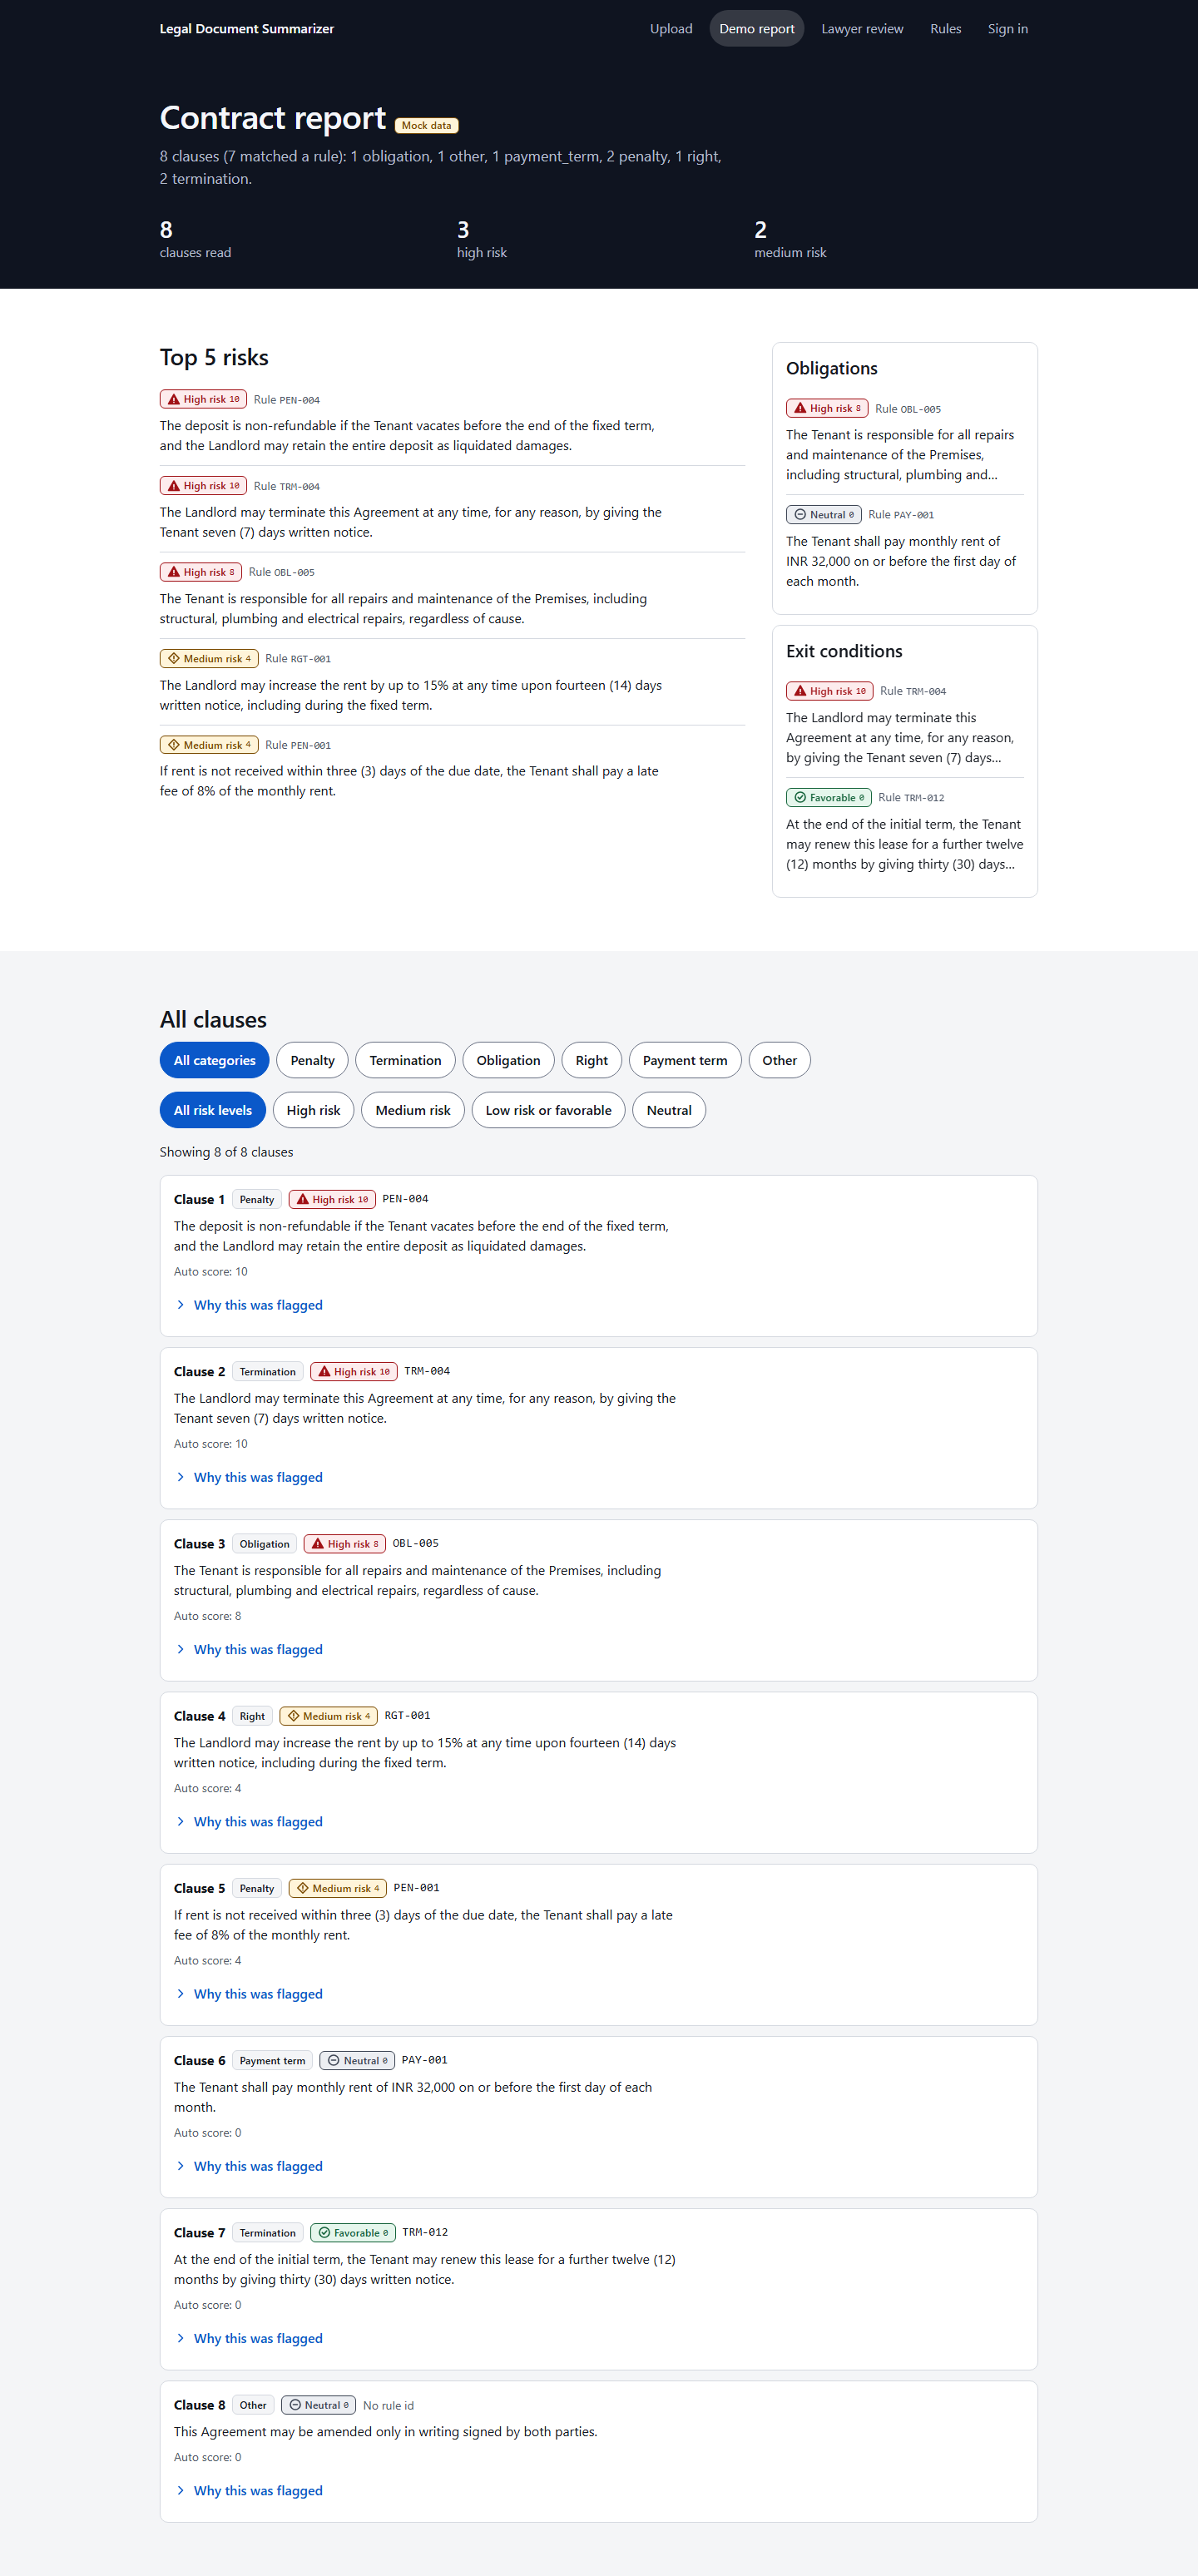 Legal Document Summarizer
Upload
Demo report
Lawyer review
Rules
Sign in
Contract report Mock data
8 clauses (7 matched a rule): 1 obligation, 1 other, 1 payment_term, 2 penalty, 1 right,
2 termination.
8
clauses read
3
high risk
2
medium risk
Top 5 risks
High risk 10 Rule PEN-004
The deposit is non-refundable if the Tenant vacates before the end of the fixed term,
and the Landlord may retain the entire deposit as liquidated damages.
High risk 10 Rule TRM-004
The Landlord may terminate this Agreement at any time, for any reason, by giving the
Tenant seven (7) days written notice.
High risk 8 Rule OBL-005
The Tenant is responsible for all repairs and maintenance of the Premises, including
structural, plumbing and electrical repairs, regardless of cause.
Medium risk 4 Rule RGT-001
The Landlord may increase the rent by up to 15% at any time upon fourteen (14) days
written notice, including during the fixed term.
Medium risk 4 Rule PEN-001
If rent is not received within three (3) days of the due date, the Tenant shall pay a late
fee of 8% of the monthly rent.
Obligations
High risk 8 Rule OBL-005
The Tenant is responsible for all repairs
and maintenance of the Premises,
including structural, plumbing and...
Neutral 0 Rule PAY-001
The Tenant shall pay monthly rent of
INR 32,000 on or before the first day of
each month.
Exit conditions
High risk 10 Rule TRM-004
The Landlord may terminate this
Agreement at any time, for any reason,
by giving the Tenant seven (7) days...
Favorable 0 Rule TRM-012
At the end of the initial term, the Tenant
may renew this lease for a further twelve
(12) months by giving thirty (30) days...
All clauses
All categories
Penalty
Termination
Obligation
Right
Payment term
Other
All risk levels
High risk
Medium risk
Low risk or favorable
Neutral
Showing 8 of 8 clauses
Clause 1 Penalty High risk 10 PEN-004
The deposit is non-refundable if the Tenant vacates before the end of the fixed term,
and the Landlord may retain the entire deposit as liquidated damages.
Auto score: 10
Why this was flagged
Clause 2 Termination High risk 10 TRM-004
The Landlord may terminate this Agreement at any time, for any reason, by giving the
Tenant seven (7) days written notice.
Auto score: 10
Why this was flagged
Clause 3 Obligation High risk 8 OBL-005
The Tenant is responsible for all repairs and maintenance of the Premises, including
structural, plumbing and electrical repairs, regardless of cause.
Auto score: 8
Why this was flagged
Clause 4 Right Medium risk 4 RGT-001
The Landlord may increase the rent by up to 15% at any time upon fourteen (14) days
written notice, including during the fixed term.
Auto score: 4
Why this was flagged
Clause 5 Penalty Medium risk 4 PEN-001
If rent is not received within three (3) days of the due date, the Tenant shall pay a late
fee of 8% of the monthly rent.
Auto score: 4
Why this was flagged
Clause 6 Payment term Neutral 0 PAY-001
The Tenant shall pay monthly rent of INR 32,000 on or before the first day of each
month.
Auto score: 0
Why this was flagged
Clause 7 Termination Favorable 0 TRM-012
At the end of the initial term, the Tenant may renew this lease for a further twelve (12)
months by giving thirty (30) days written notice.
Auto score: 0
Why this was flagged
Clause 8 Other Neutral 0 No rule id
This Agreement may be amended only in writing signed by both parties.
Auto score: 0
Why this was flagged